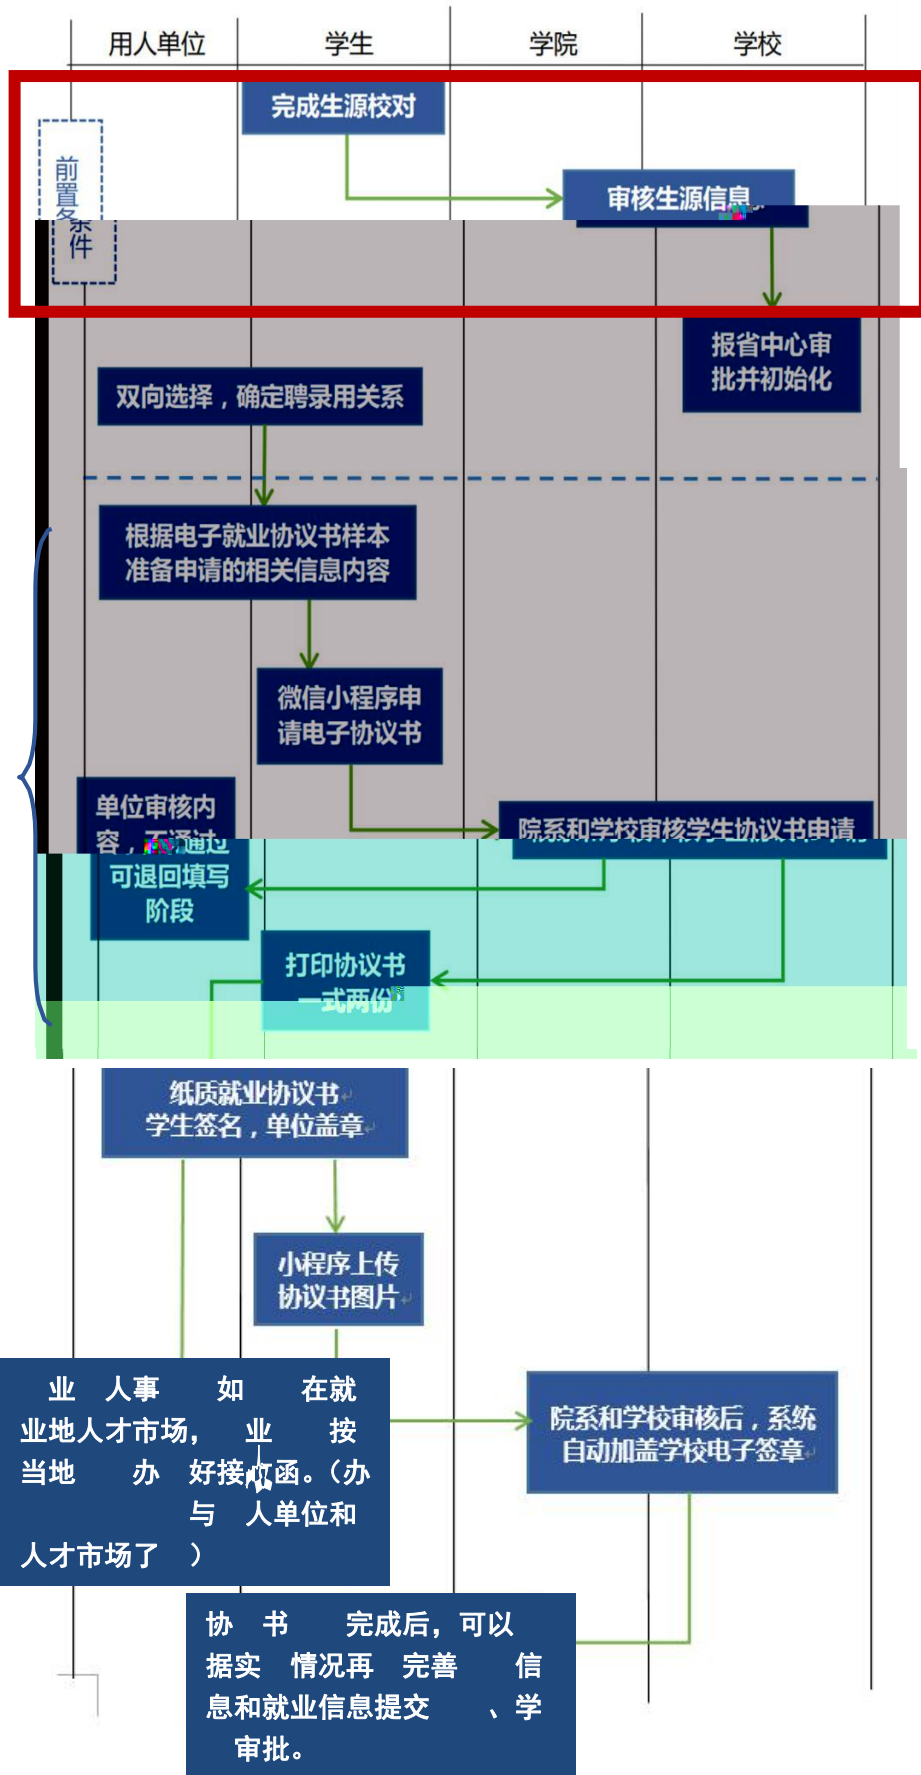 用人单位 学生 学院 学校
完成生源校对
前置条件
审核生源信息
报省中心审
批并初始化
双向选择，确定聘录用关系
根据电子就业协议书样本
准备申请的相关信息内容
微信小程序申
请电子协议书
单位审核内
容，不通过
可退回填写
阶段
院系和学校审核学生协议书申请
打印协议书
一式两份
纸质就业协议书
学生签名，单位盖章
小程序上传
协议书图片
院系和学校审核后，系统
自动加盖学校电子签章
业 人事 如 在就
业地人才市场， 业 按
当地 办 好接收函。（办
与 人单位和
人才市场了 ）
协 书 完成后，可以
据实 情况再 完善 信
息和就业信息提交 、学
审批。